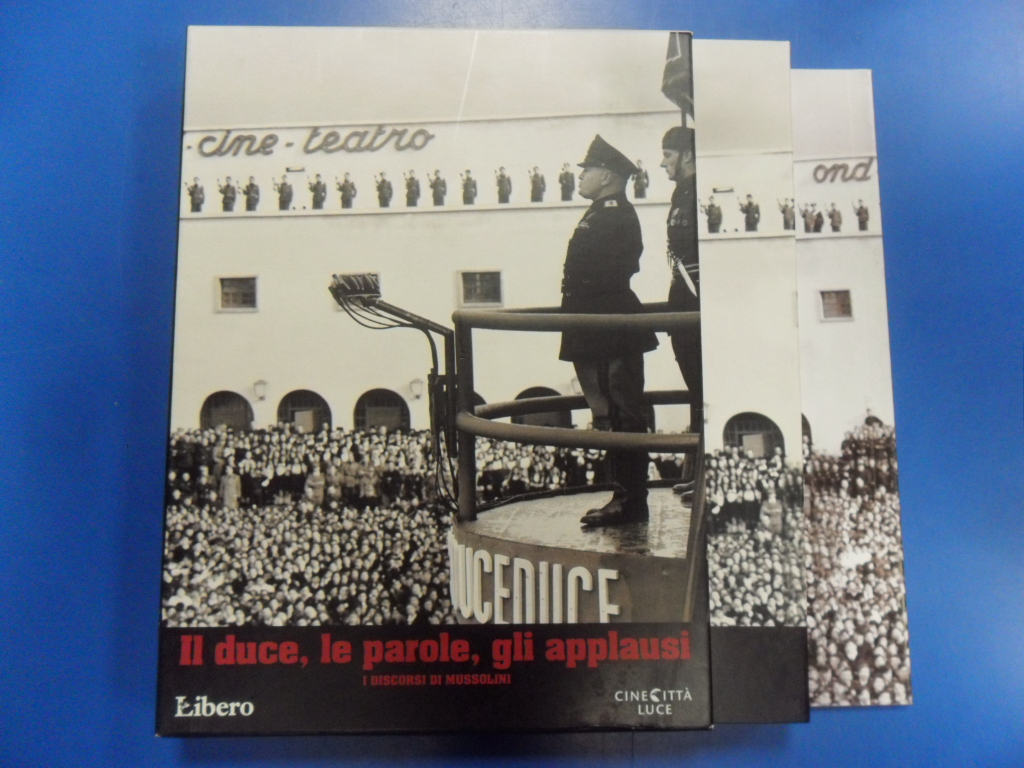 cine-teatro
ond
DUCEDUCE
Il duce, le parole, gli applausi
I DISCORSI DI MUSSOLINI
Libero
CINECITTÀ
LUCE